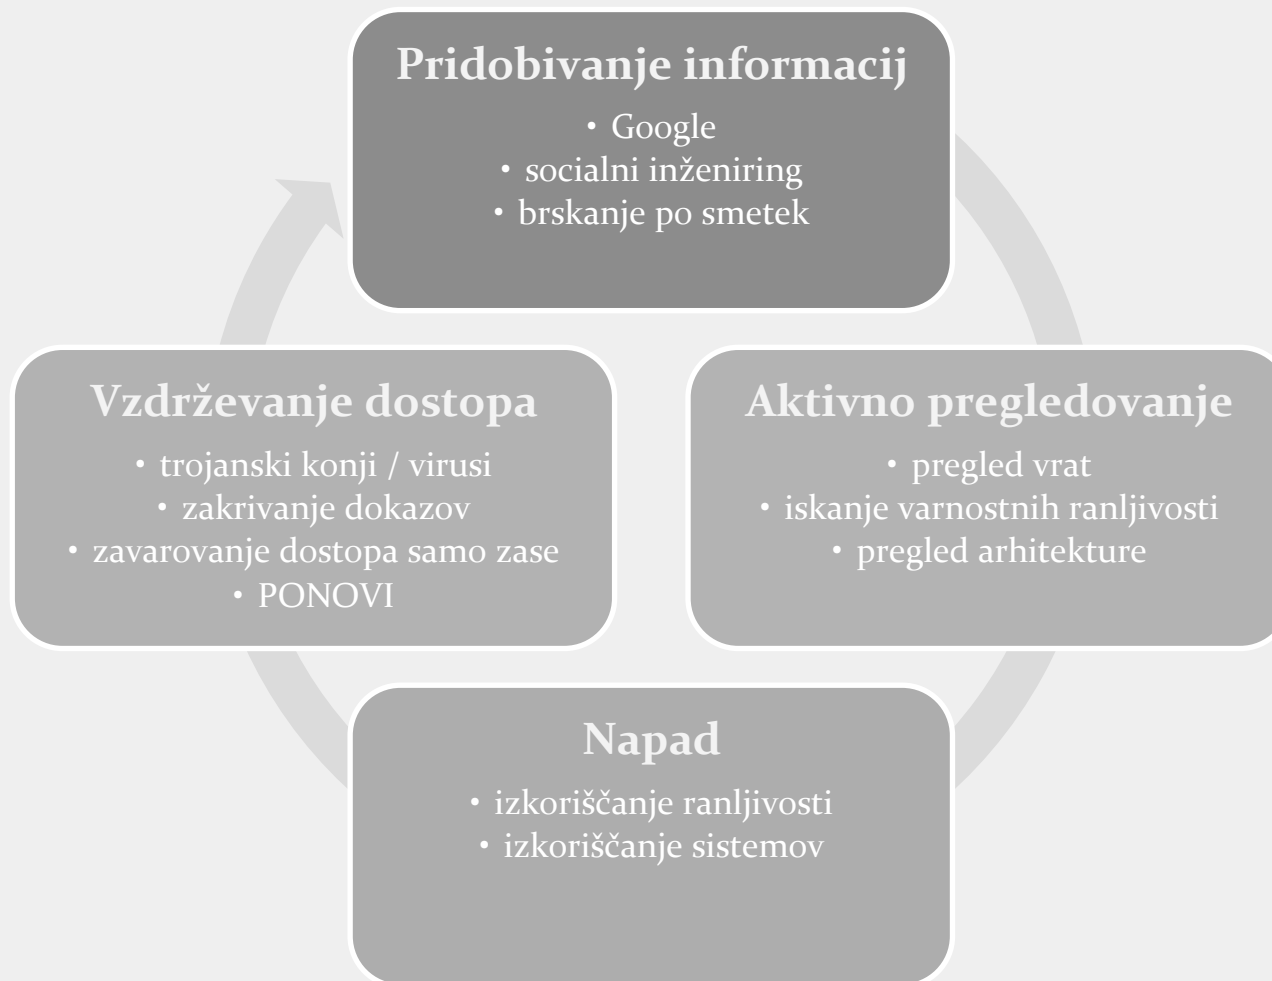 Pridobivanje informacij
• Google
• socialni inženiring
• brskanje po smetek
Aktivno pregledovanje
• pregled vrat
• iskanje varnostnih ranljivosti
• pregled arhitekture
Napad
• izkoriščanje ranljivosti
• izkoriščanje sistemov
Vzdrževanje dostopa
• trojanski konji / virusi
• zakrivanje dokazov
• zavarovanje dostopa samo zase
• PONOVI